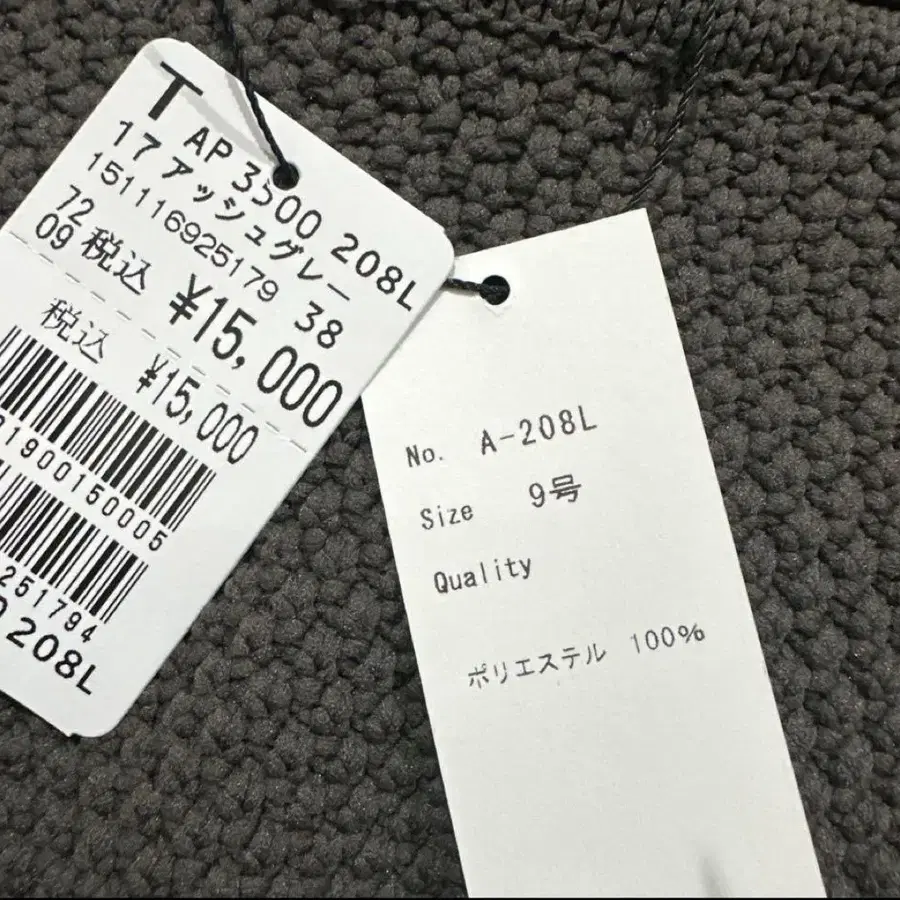 T
AP 3500 208L
17 アッシュグレー
151116925179 38
72
09 税込 ¥15,000
税込 ¥15,000
1900150005
251794
208L
No. A-208L
Size 9号
Quality
ポリエステル 100%